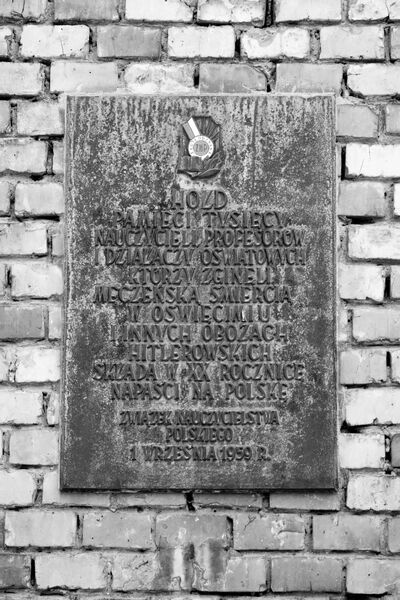 ZNP
HOŁD
PAMIĘCI TYSIĘCY
NAUCZYCIELI, PROFESORÓW
I DZIAŁACZY OŚWIATOWYCH
KTÓRZY ZGINĘLI
MĘCZEŃSKĄ ŚMIERCIĄ
W OŚWIĘCIMIU
I INNYCH OBOZACH
HITLEROWSKICH
SKŁADA W XX ROCZNICĘ
NAPAŚCI NA POLSKĘ
ZWIĄZEK NAUCZYCIELSTWA
POLSKIEGO
1 WRZEŚNIA 1959 R.